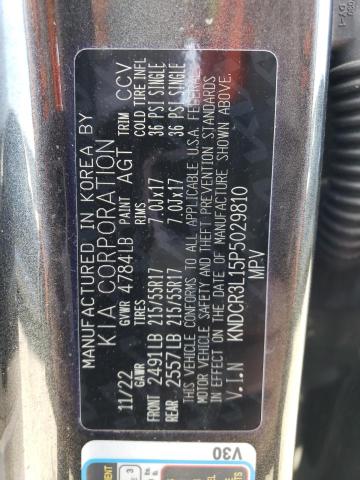 MANUFACTURED IN KOREA BY
KIA CORPORATION
GVWR 4784LB PAINT AGT TRIM CCV
11/22 GAWR TIRES RIMS COLD TIRE INFL
FRONT 2491LB 215/55R17 7.0JX17 36 PSI SINGLE
REAR 2557LB 215/55R17 7.0JX17 36 PSI SINGLE
THIS VEHICLE CONFORMS TO ALL APPLICABLE U.S.A. FEDERAL
MOTOR VEHICLE SAFETY AND THEFT PREVENTION STANDARDS
IN EFFECT ON THE DATE OF MANUFACTURE SHOWN ABOVE.
V.I.N KNDCR3L15P5029810
MPV
V30